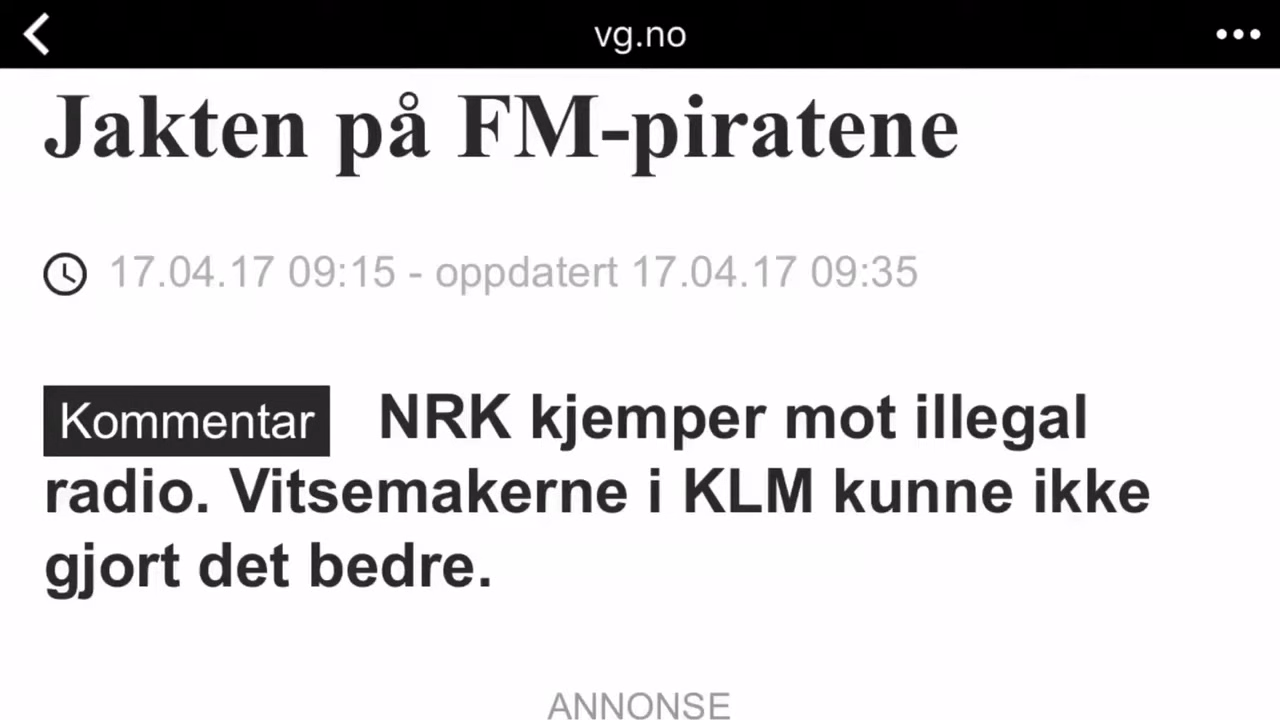 vg.no
Jakten på FM-piratene
17.04.17 09:15 - oppdatert 17.04.17 09:35
Kommentar NRK kjemper mot illegal
radio. Vitsemakerne i KLM kunne ikke
gjort det bedre.
ANNONSE